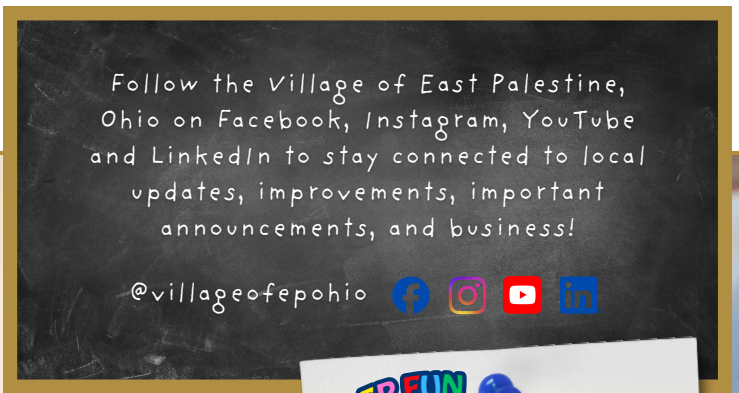 Follow the Village of East Palestine,
Ohio on Facebook, Instagram, YouTube
and LinkedIn to stay connected to local
updates, improvements, important
announcements, and business!
@villageofepohio
FUN